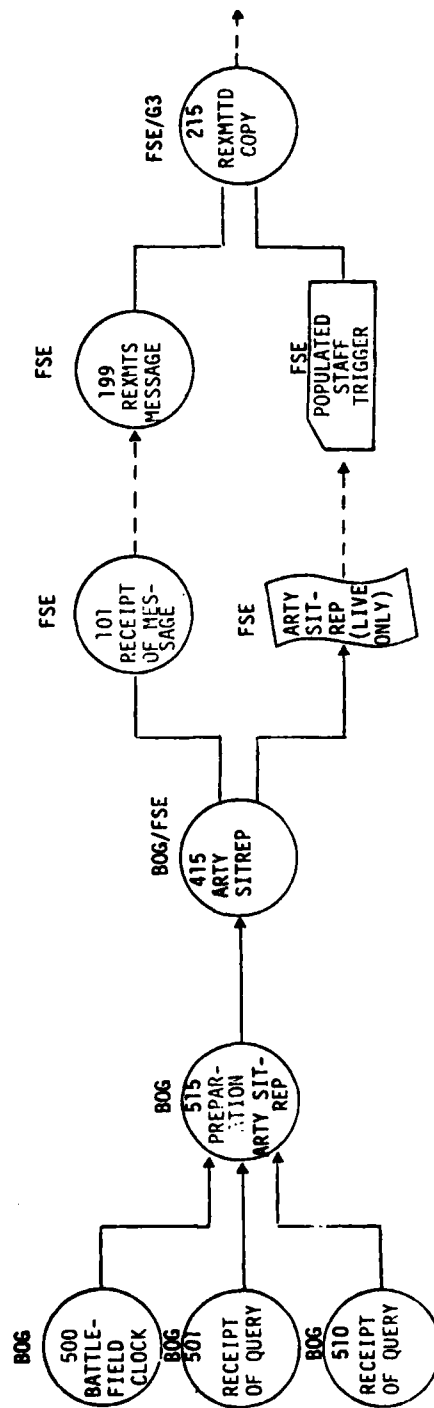 BOG
500
BATTLE-
FIELD
CLOCK
BOG
501
RECEIPT
OF QUERY
BOG
510
RECEIPT
OF QUERY
BOG
515
PREPAR-
ATION
ARTY SIT-
REP
BOG/FSE
415
ARTY
SITREP
FSE
101
RECEIPT
OF MES-
SAGE
FSE
ARTY
SIT-
REP
(LIVE
ONLY)
FSE
199
REXMTS
MESSAGE
FSE
POPULATED
STAFF
TRIGGER
FSE/G3
215
REXMTTD
COPY